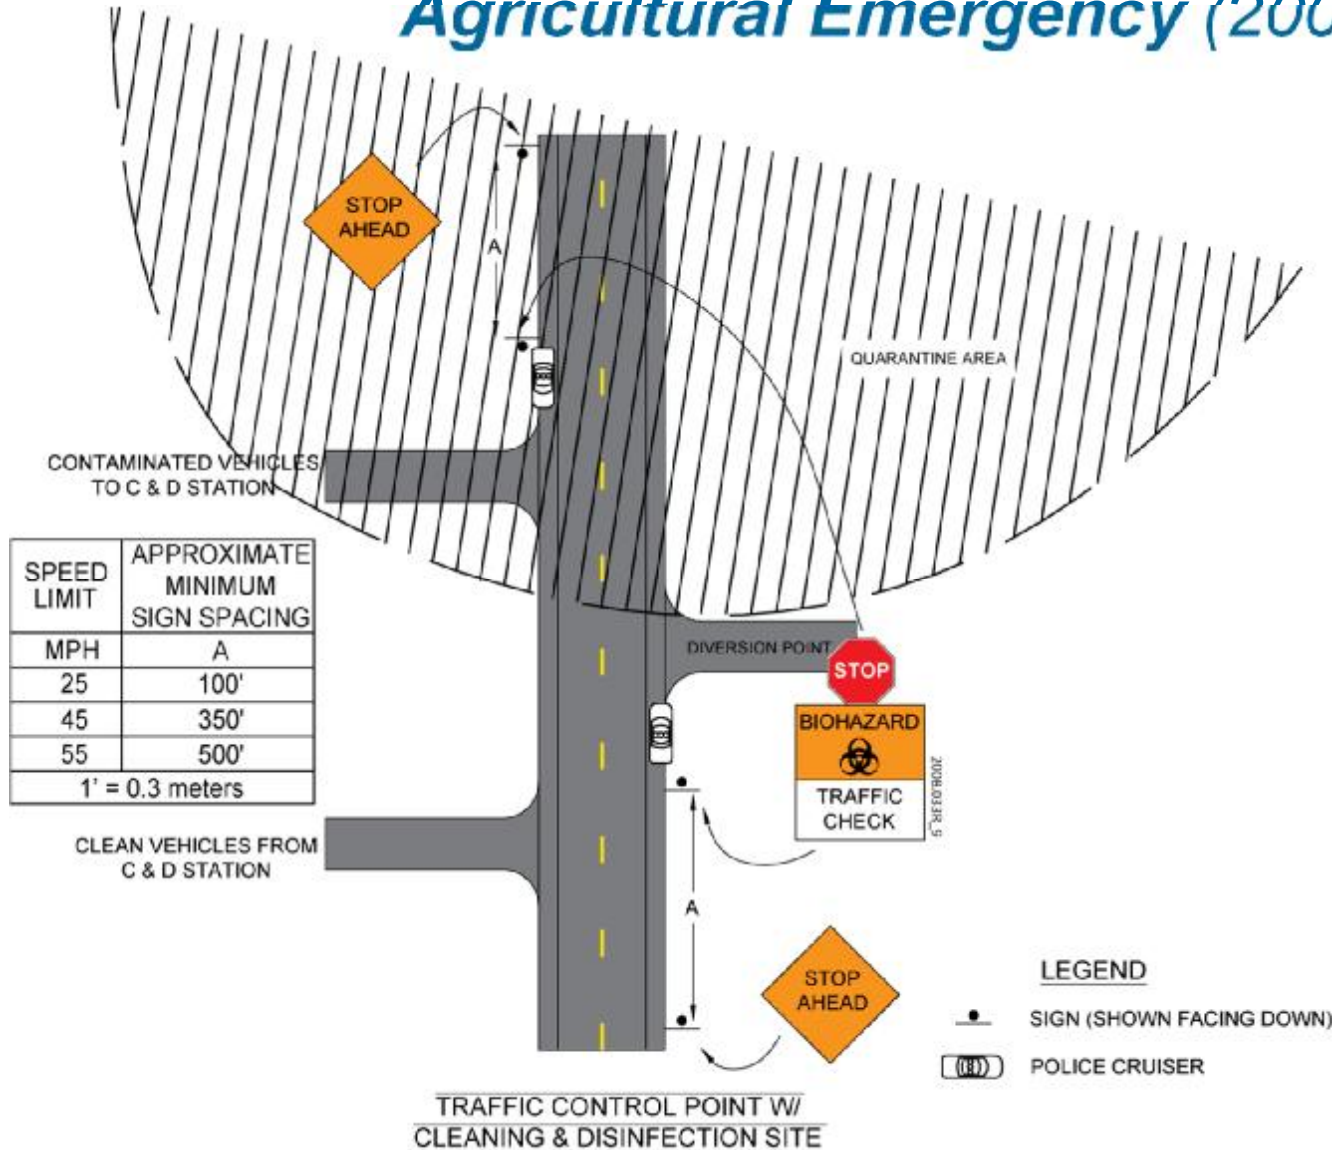 Agricultural Emergency (200
STOP
AHEAD
A
QUARANTINE AREA
CONTAMINATED VEHICLES
TO C & D STATION
SPEED
LIMIT
APPROXIMATE
MINIMUM
SIGN SPACING
MPH
A
25
100'
45
350'
55
500'
1' = 0.3 meters
DIVERSION POINT
STOP
BIOHAZARD
TRAFFIC
CHECK
CLEAN VEHICLES FROM
C & D STATION
A
STOP
AHEAD
LEGEND
SIGN (SHOWN FACING DOWN)
POLICE CRUISER
TRAFFIC CONTROL POINT W/
CLEANING & DISINFECTION SITE